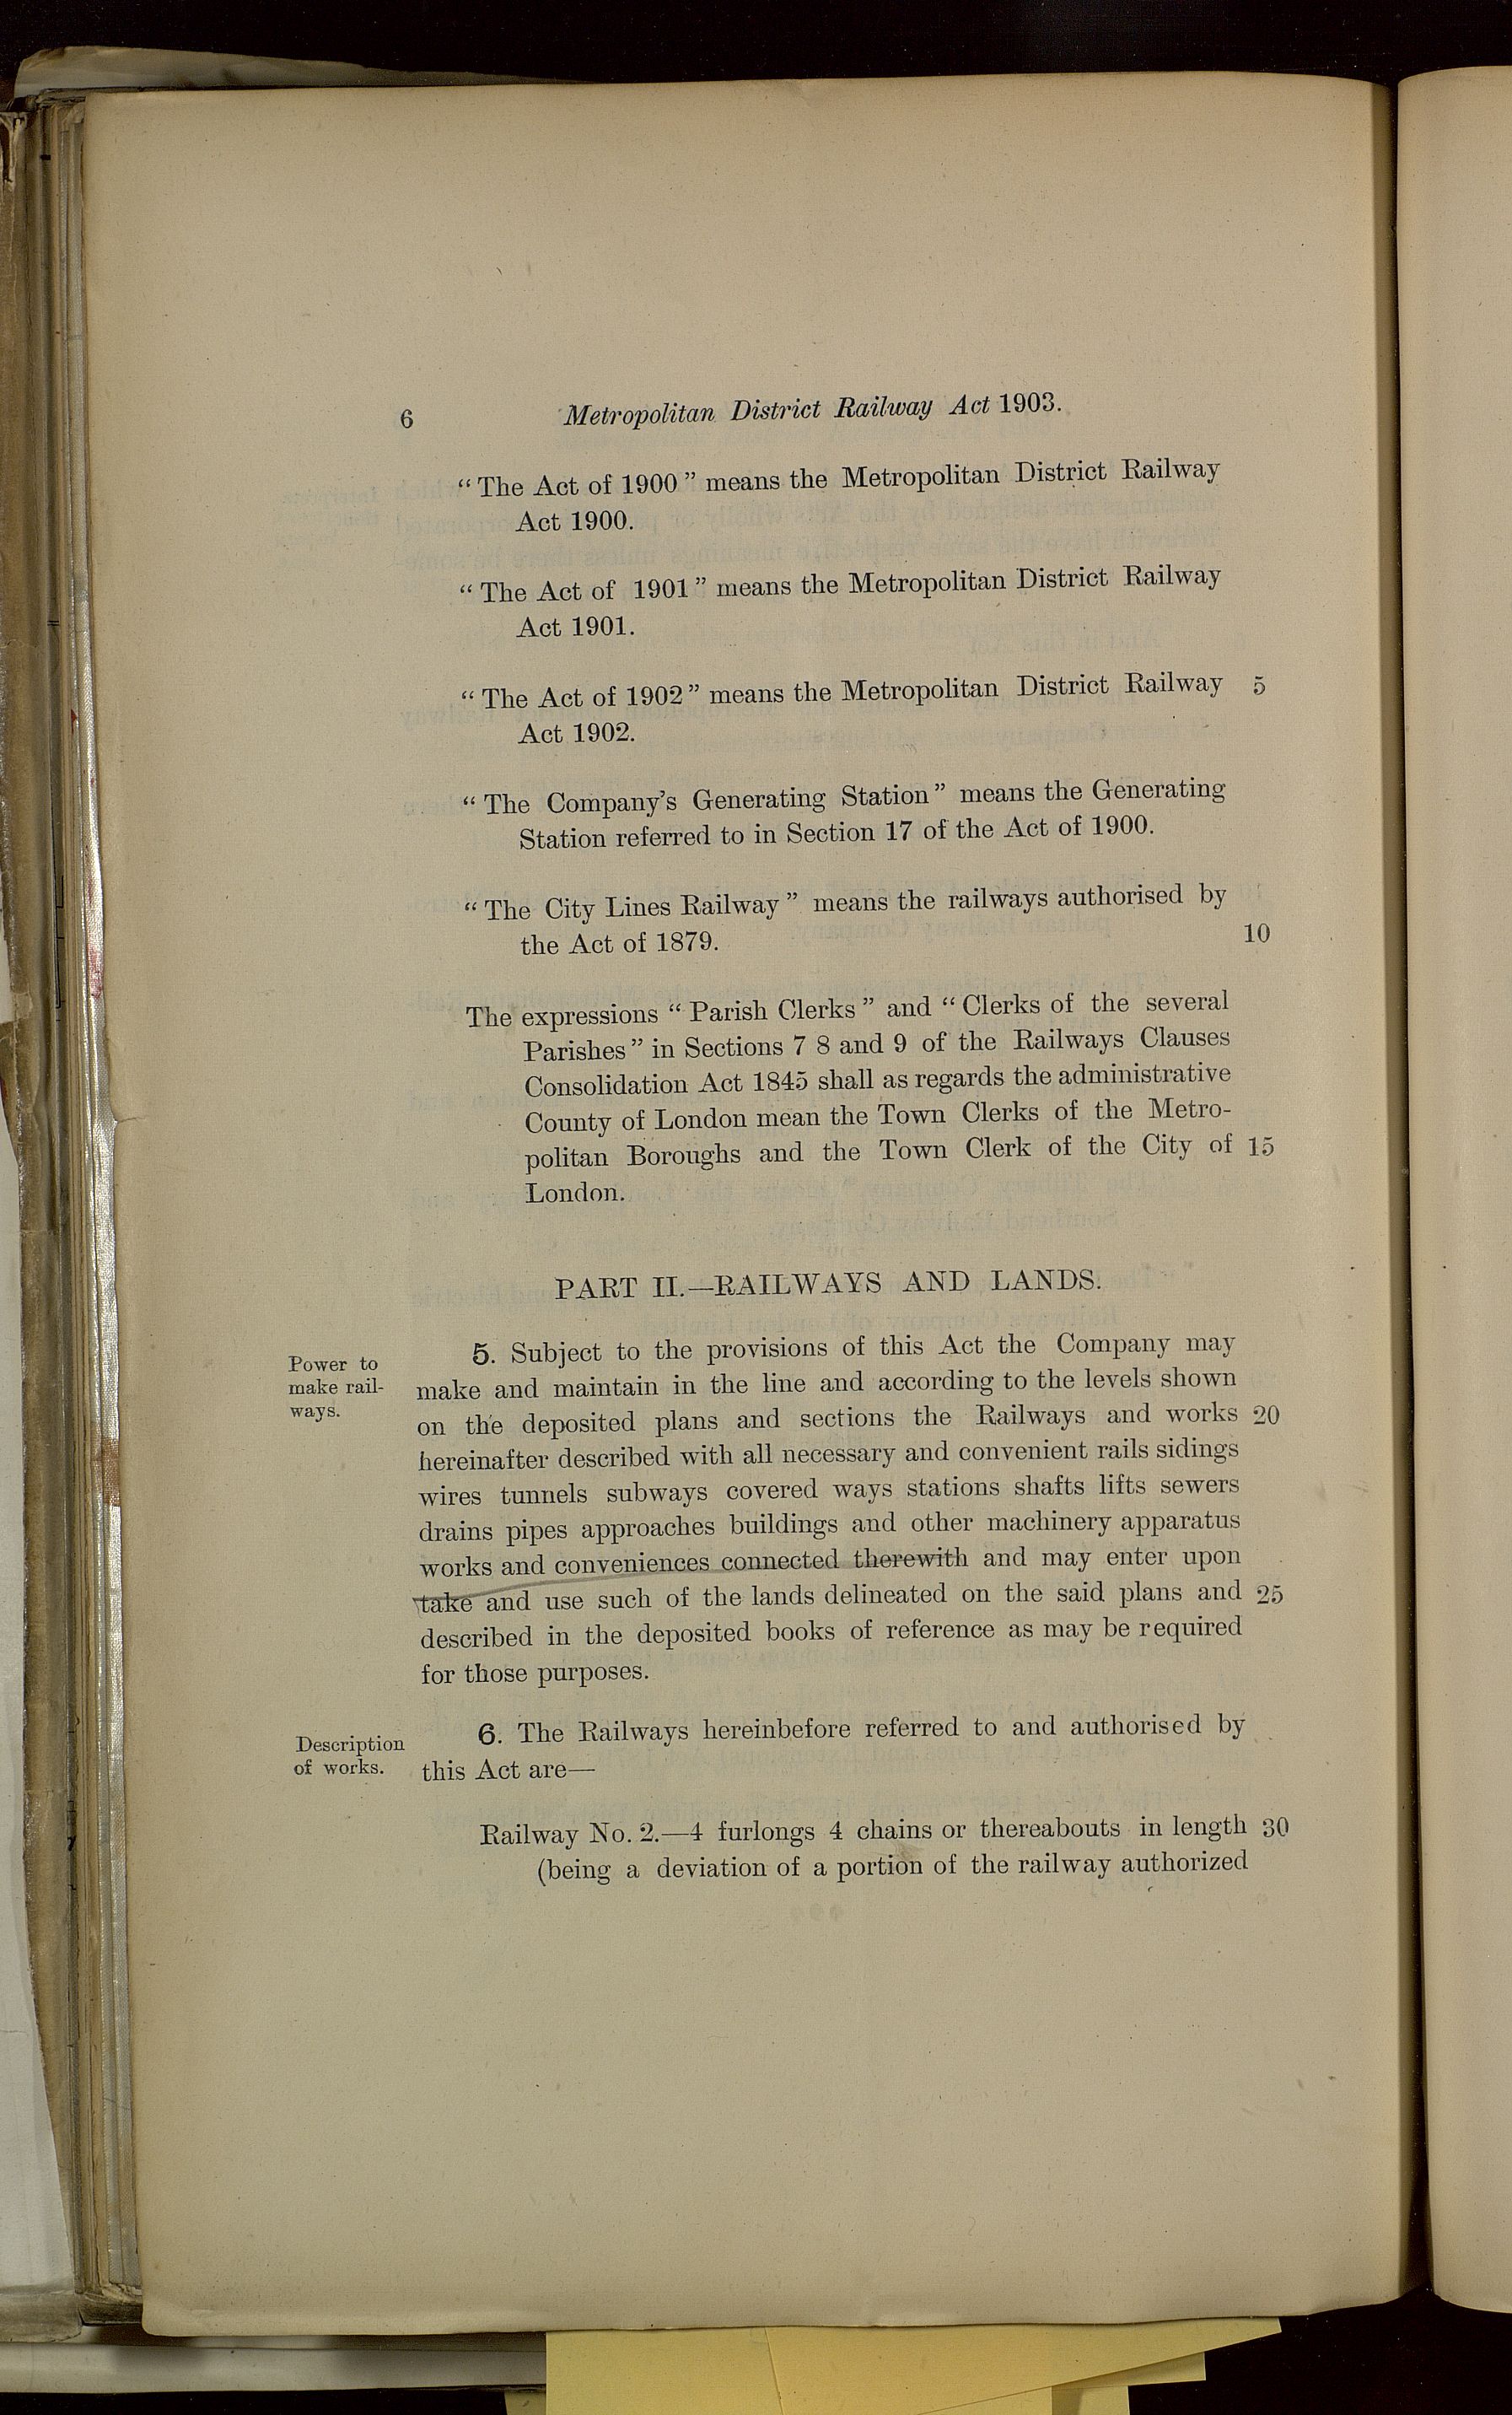 6 Metropolitan District Railway Act 1903.
“The Act of 1900” means the Metropolitan District Railway
Act 1900.
“The Act of 1901” means the Metropolitan District Railway
Act 1901.
“The Act of 1902” means the Metropolitan District Railway 5
Act 1902.
“The Company’s Generating Station” means the Generating
Station referred to in Section 17 of the Act of 1900.
“The City Lines Railway” means the railways authorised by
the Act of 1879. 10
The expressions “Parish Clerks” and “Clerks of the several
Parishes” in Sections 7 8 and 9 of the Railways Clauses
Consolidation Act 1845 shall as regards the administrative
County of London mean the Town Clerks of the Metro-
politan Boroughs and the Town Clerk of the City of 15
London.
PART II.—RAILWAYS AND LANDS.
Power to
make rail-
ways.
5. Subject to the provisions of this Act the Company may
make and maintain in the line and according to the levels shown
on the deposited plans and sections the Railways and works 20
hereinafter described with all necessary and convenient rails sidings
wires tunnels subways covered ways stations shafts lifts sewers
drains pipes approaches buildings and other machinery apparatus
works and conveniences connected therewith and may enter upon
take and use such of the lands delineated on the said plans and 25
described in the deposited books of reference as may be required
for those purposes.
Description
of works.
6. The Railways hereinbefore referred to and authorised by
this Act are—
Railway No. 2.—4 furlongs 4 chains or thereabouts in length 30
(being a deviation of a portion of the railway authorized